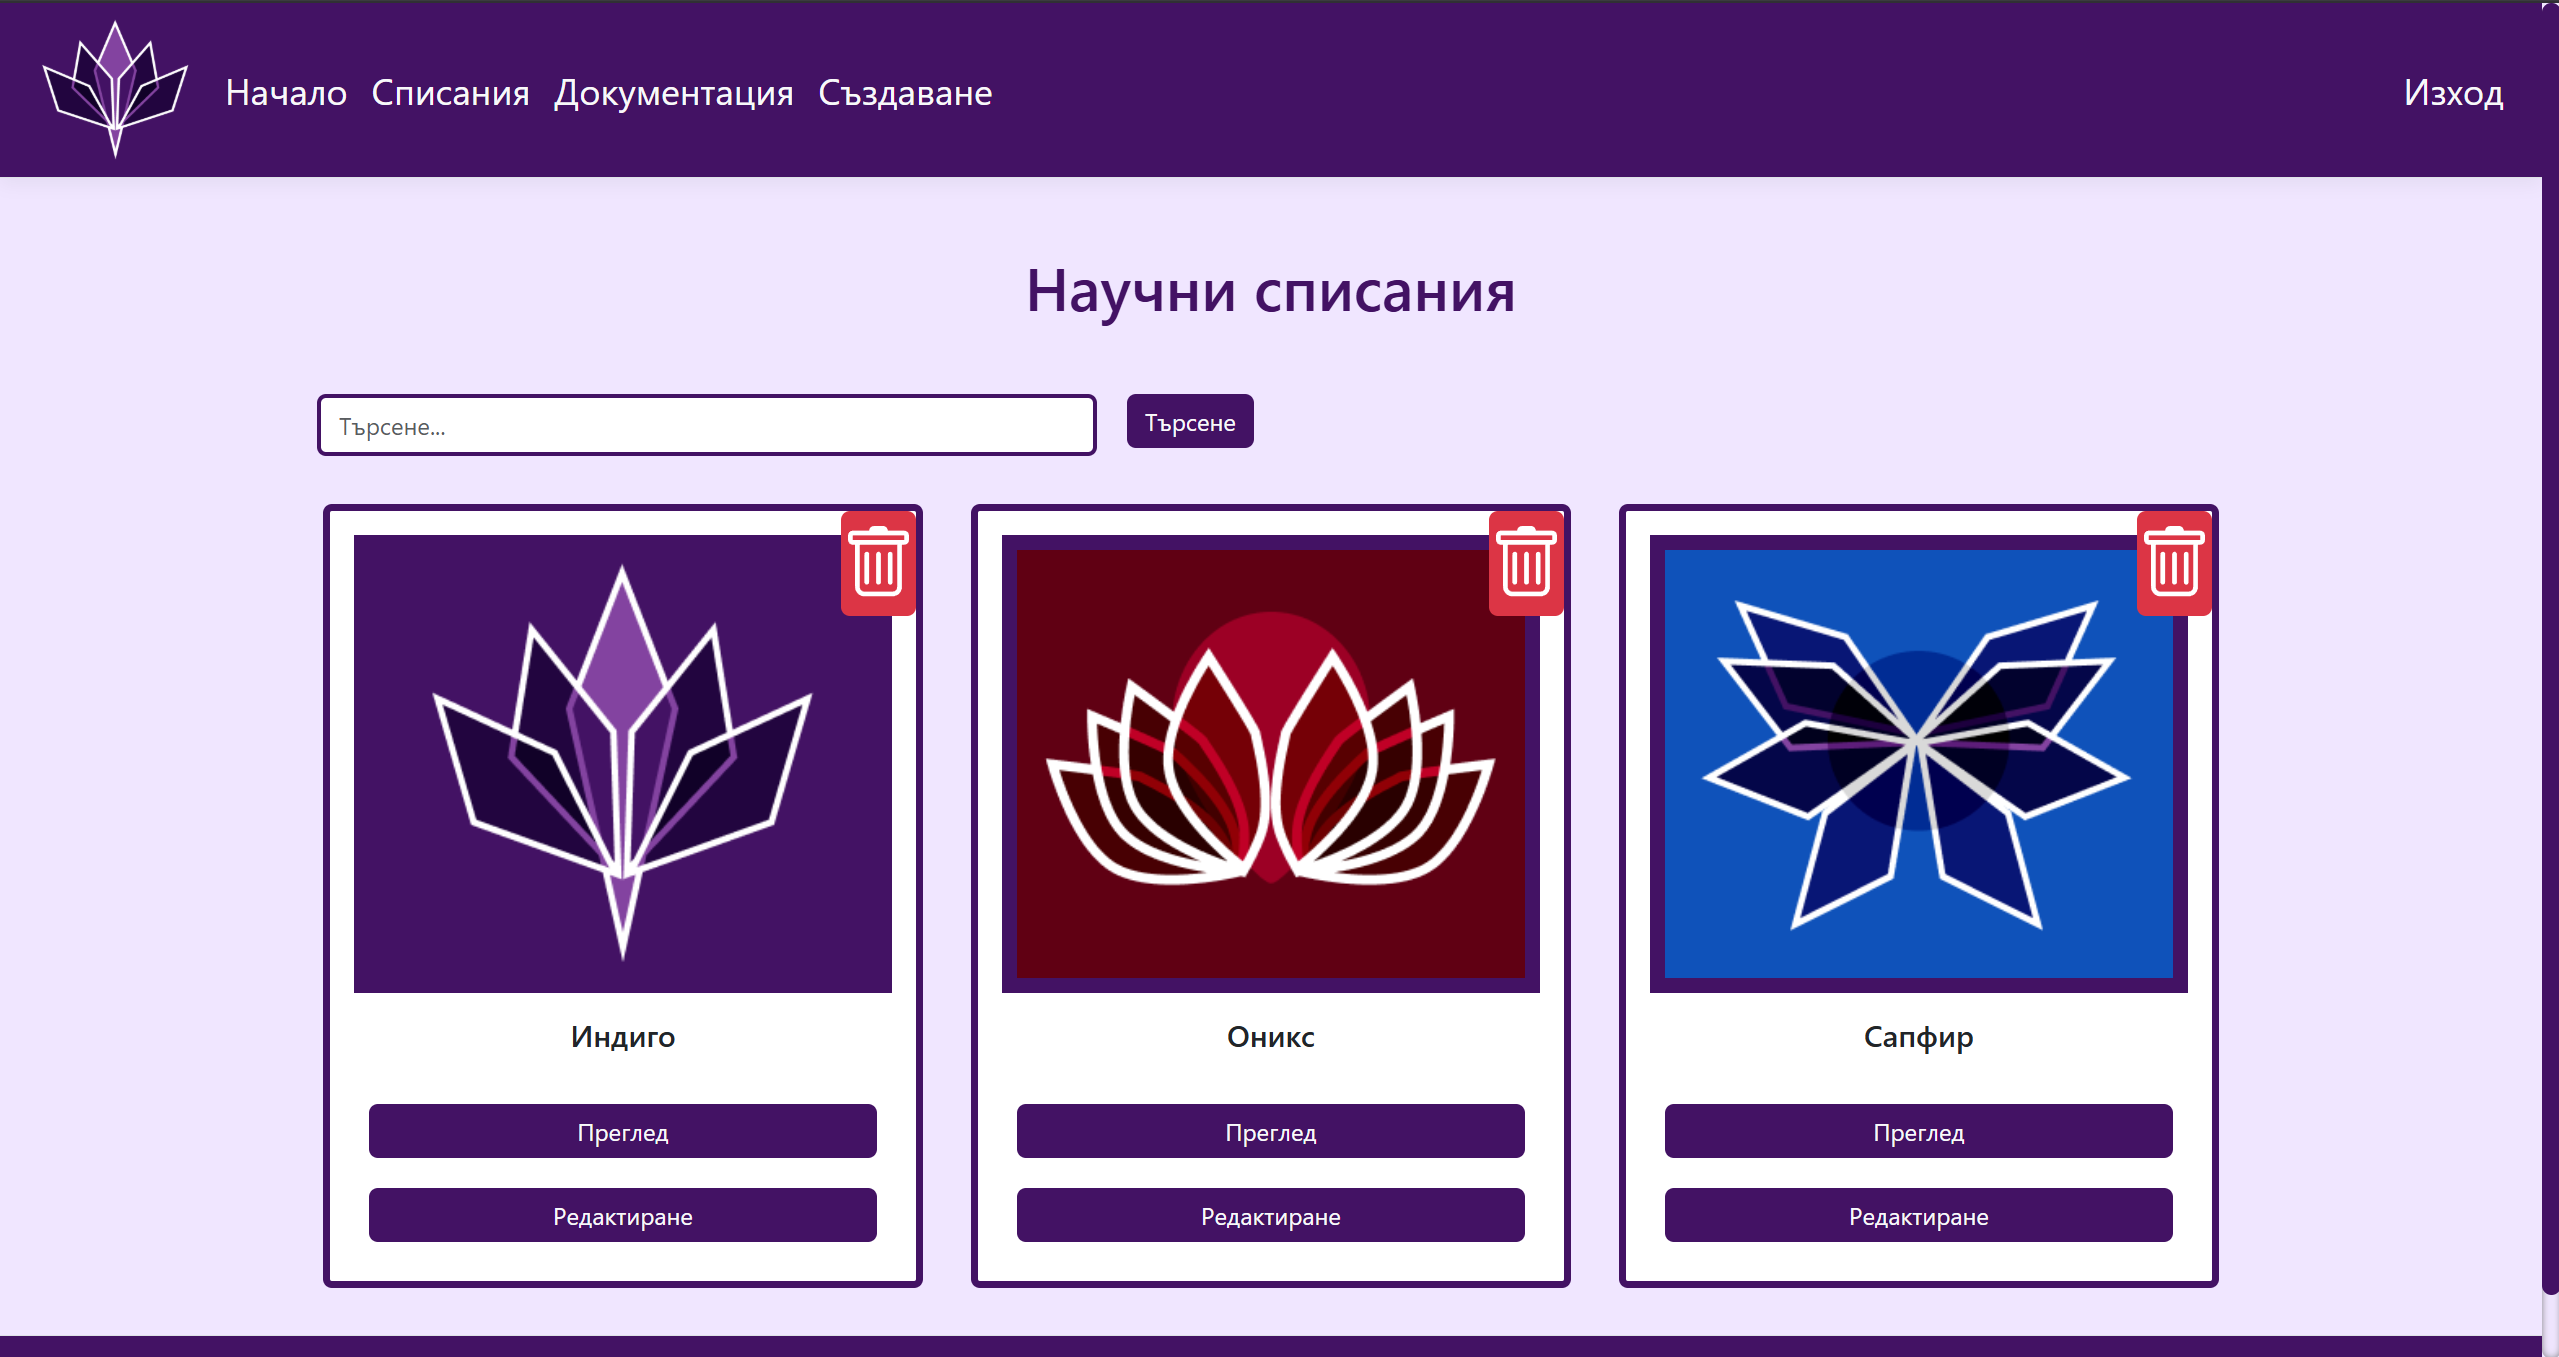 Начало Списания Документация Създаване Изход
Научни списания
Търсене... Търсене
Индиго Оникс Сапфир
Преглед Преглед Преглед
Редактиране Редактиране Редактиране